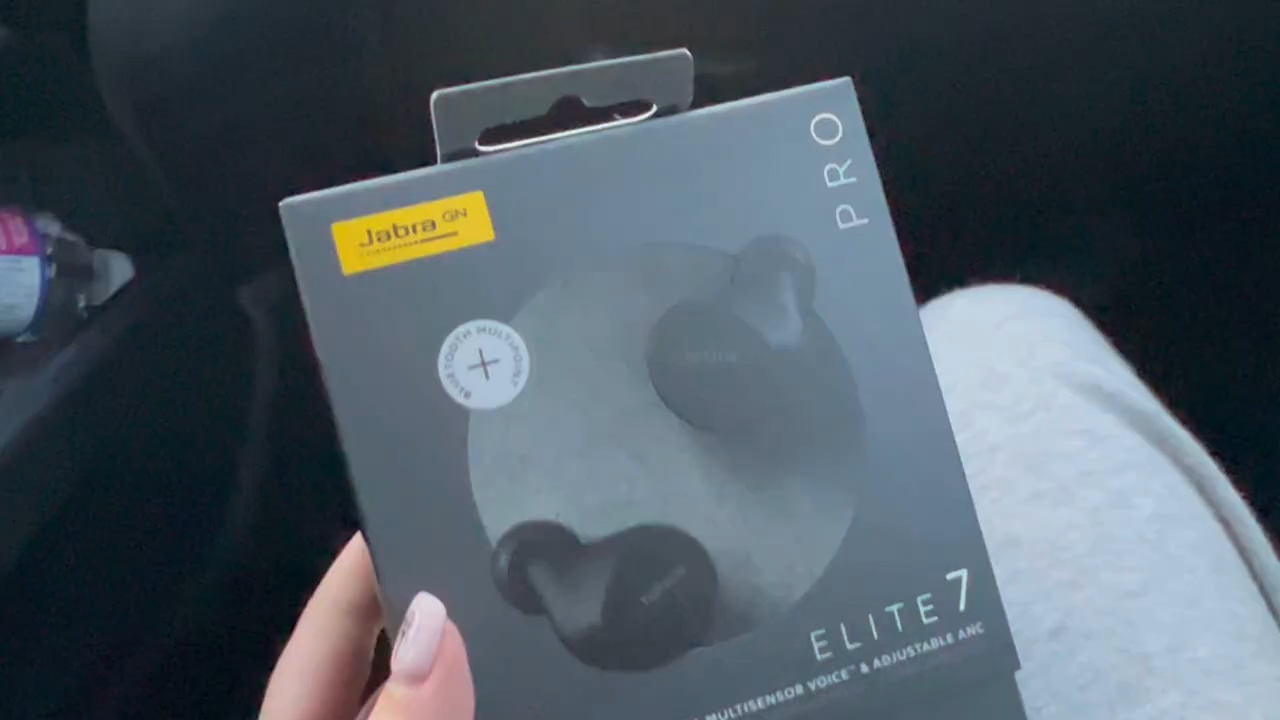 Jabra GN
PRO
BLUETOOTH MULTIPOINT
ELITE 7
MULTISENSOR VOICE™ & ADJUSTABLE ANC